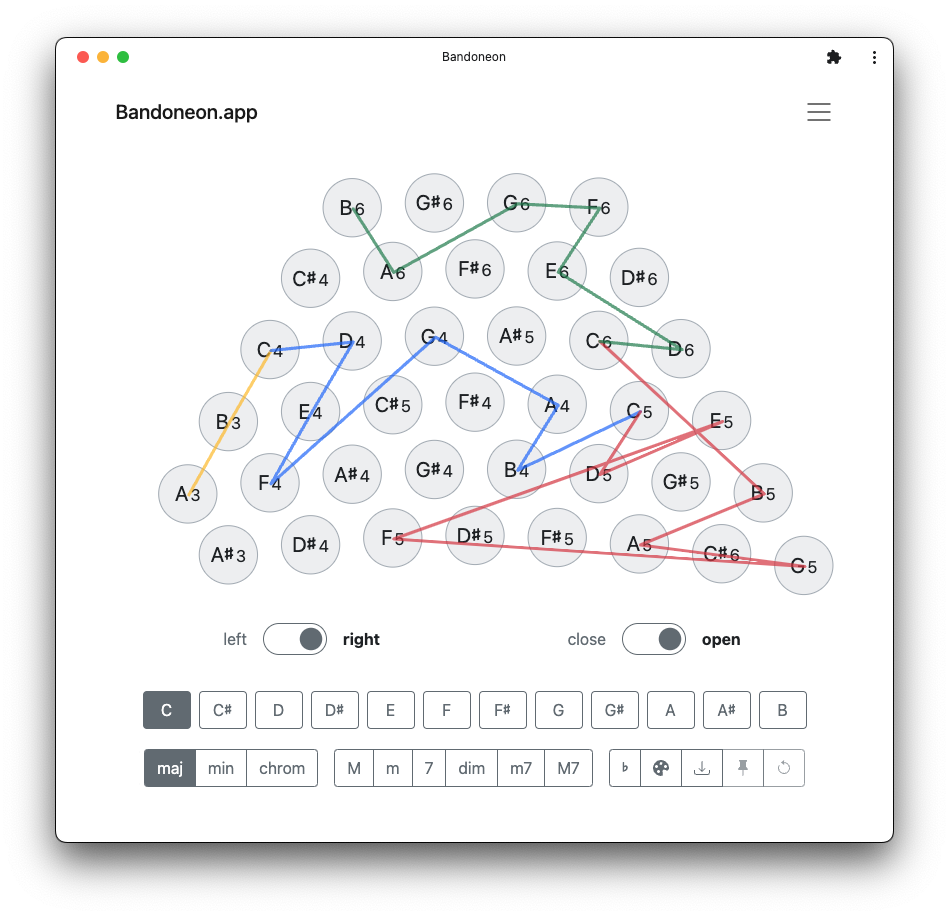 Bandoneon
Bandoneon.app
B6 G♯6 G6 F6
C♯4 A6 F♯6 E6 D♯6
C4 D4 G4 A♯5 C6 D6
B3 E4 C♯5 F♯4 A4 C5 E5
A3 F4 A♯4 G♯4 B4 D5 G♯5 B5
A♯3 D♯4 F5 D♯5 F♯5 A5 C♯6 G5
left right close open
C C♯ D D♯ E F F♯ G G♯ A A♯ B
maj min chrom M m 7 dim m7 M7 ♭